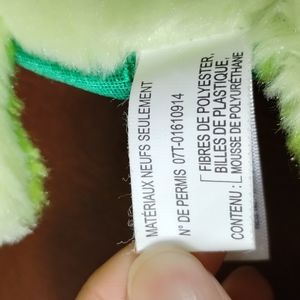 MATÉRIAUX NEUFS SEULEMENT
N° DE PERMIS 07T-01610914
FIBRES DE POLYESTER,
BILLES DE PLASTIQUE,
CONTENU : MOUSSE DE POLYURÉTHANE